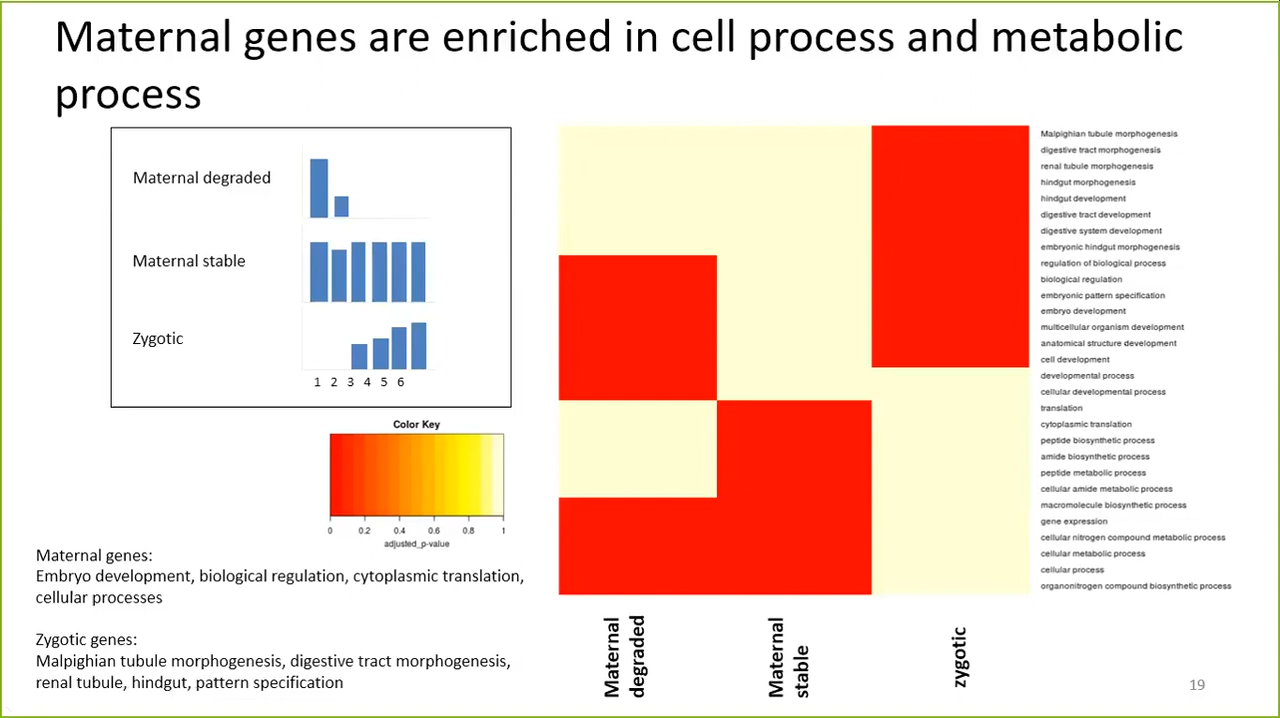 Maternal genes are enriched in cell process and metabolic
process
Maternal degraded
Maternal stable
Zygotic
1 2 3 4 5 6
Color Key
0 0.2 0.4 0.6 0.8 1
adjusted_p-value
Maternal genes:
Embryo development, biological regulation, cytoplasmic translation,
cellular processes
Zygotic genes:
Malpighian tubule morphogenesis, digestive tract morphogenesis,
renal tubule, hindgut, pattern specification
Malpighian tubule morphogenesis
digestive tract morphogenesis
renal tubule morphogenesis
hindgut morphogenesis
hindgut development
digestive tract development
digestive system development
embryonic hindgut morphogenesis
regulation of biological process
biological regulation
embryonic pattern specification
embryo development
multicellular organism development
anatomical structure development
cell development
developmental process
cellular developmental process
translation
cytoplasmic translation
peptide biosynthetic process
amide biosynthetic process
peptide metabolic process
cellular amide metabolic process
macromolecule biosynthetic process
gene expression
cellular nitrogen compound metabolic process
cellular metabolic process
cellular process
organonitrogen compound biosynthetic process
Maternal
degraded
Maternal
stable
zygotic
19